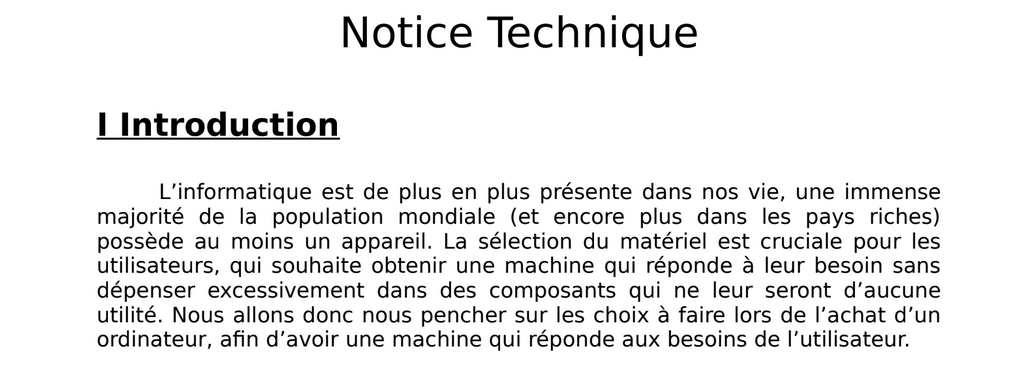 Notice Technique
I Introduction
L’informatique est de plus en plus présente dans nos vie, une immense
majorité de la population mondiale (et encore plus dans les pays riches)
possède au moins un appareil. La sélection du matériel est cruciale pour les
utilisateurs, qui souhaite obtenir une machine qui réponde à leur besoin sans
dépenser excessivement dans des composants qui ne leur seront d’aucune
utilité. Nous allons donc nous pencher sur les choix à faire lors de l’achat d’un
ordinateur, afin d’avoir une machine qui réponde aux besoins de l’utilisateur.